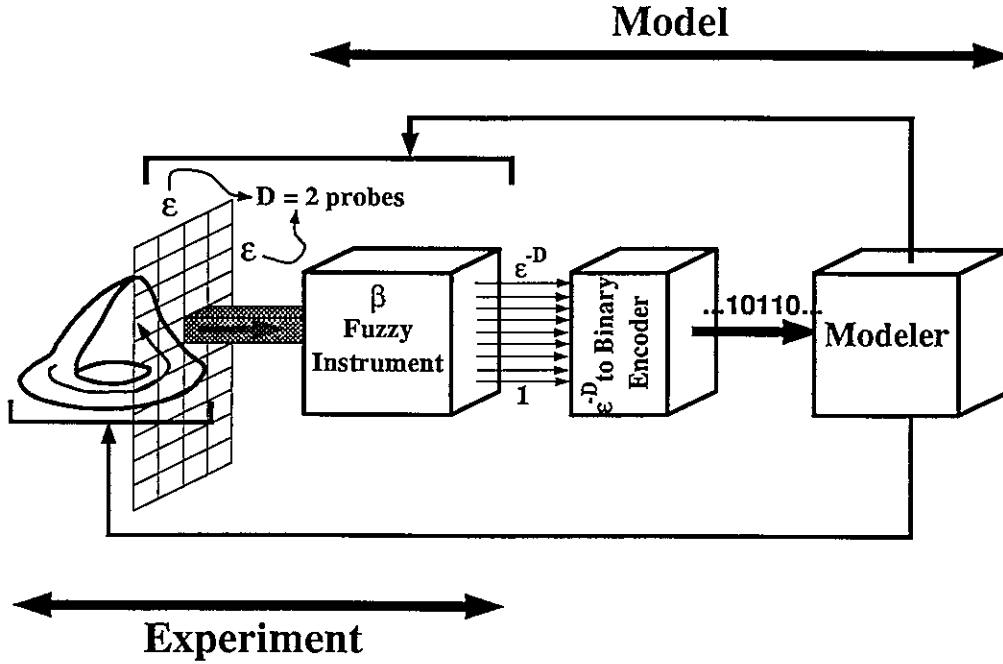 Model
ε
D = 2 probes
ε
β
Fuzzy
Instrument
ε-D
1
ε-D to Binary
Encoder
...10110...
Modeler
Experiment